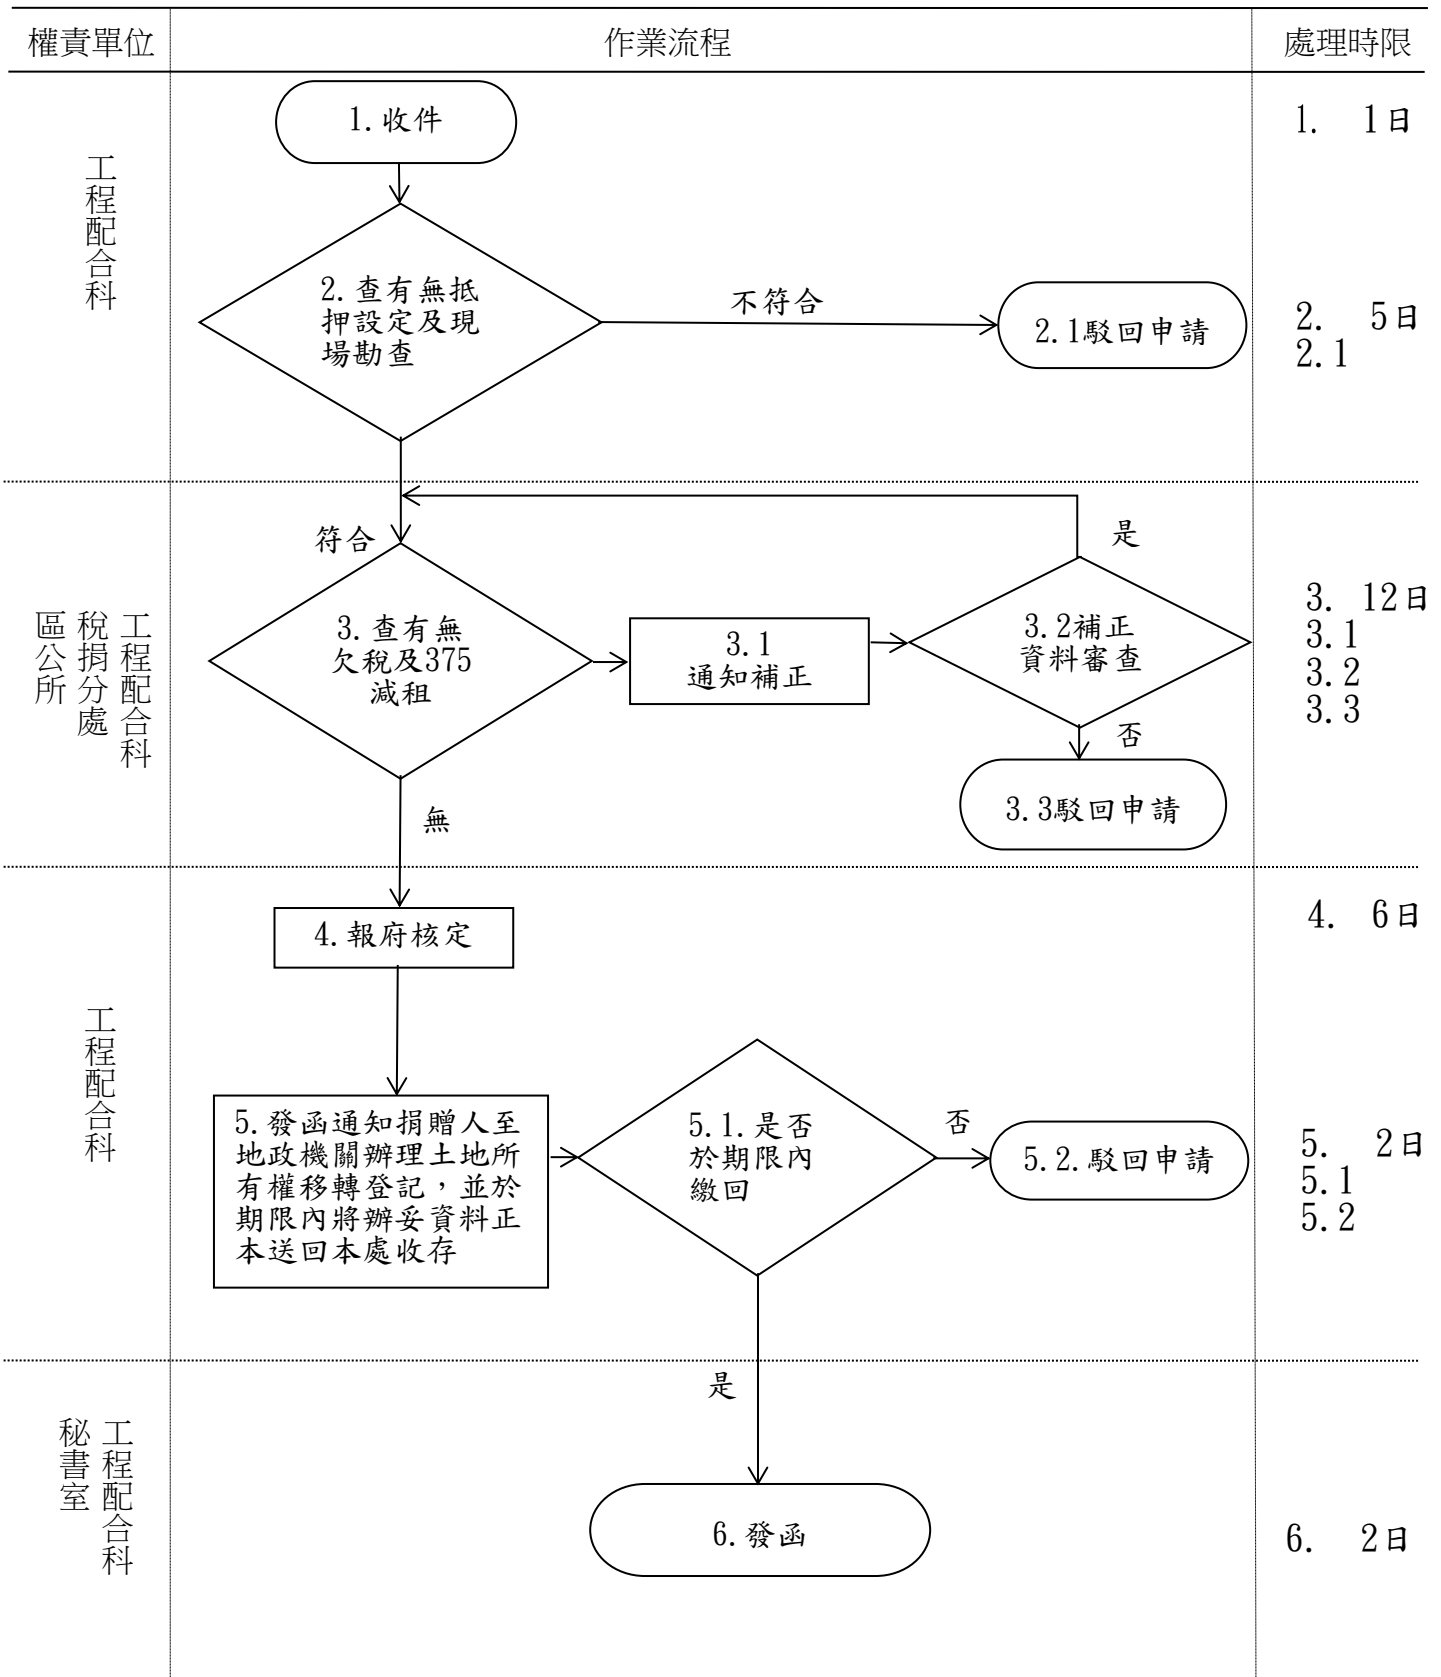 權責單位
作業流程
處理時限
工程配合科
1.收件
1. 1日
2.查有無抵
押設定及現
場勘查
不符合
2.1駁回申請
2. 5日
2.1
工程配合科
稅捐分處
區公所
符合
3.查有無
欠稅及375
減租
3.1
通知補正
是
3.2補正
資料審查
否
3.3駁回申請
無
3. 12日
3.1
3.2
3.3
工程配合科
4.報府核定
4. 6日
5.發函通知捐贈人至
地政機關辦理土地所
有權移轉登記，並於
期限內將辦妥資料正
本送回本處收存
5.1.是否
於期限內
繳回
否
5.2.駁回申請
5. 2日
5.1
5.2
工程配合科
秘書室
是
6.發函
6. 2日